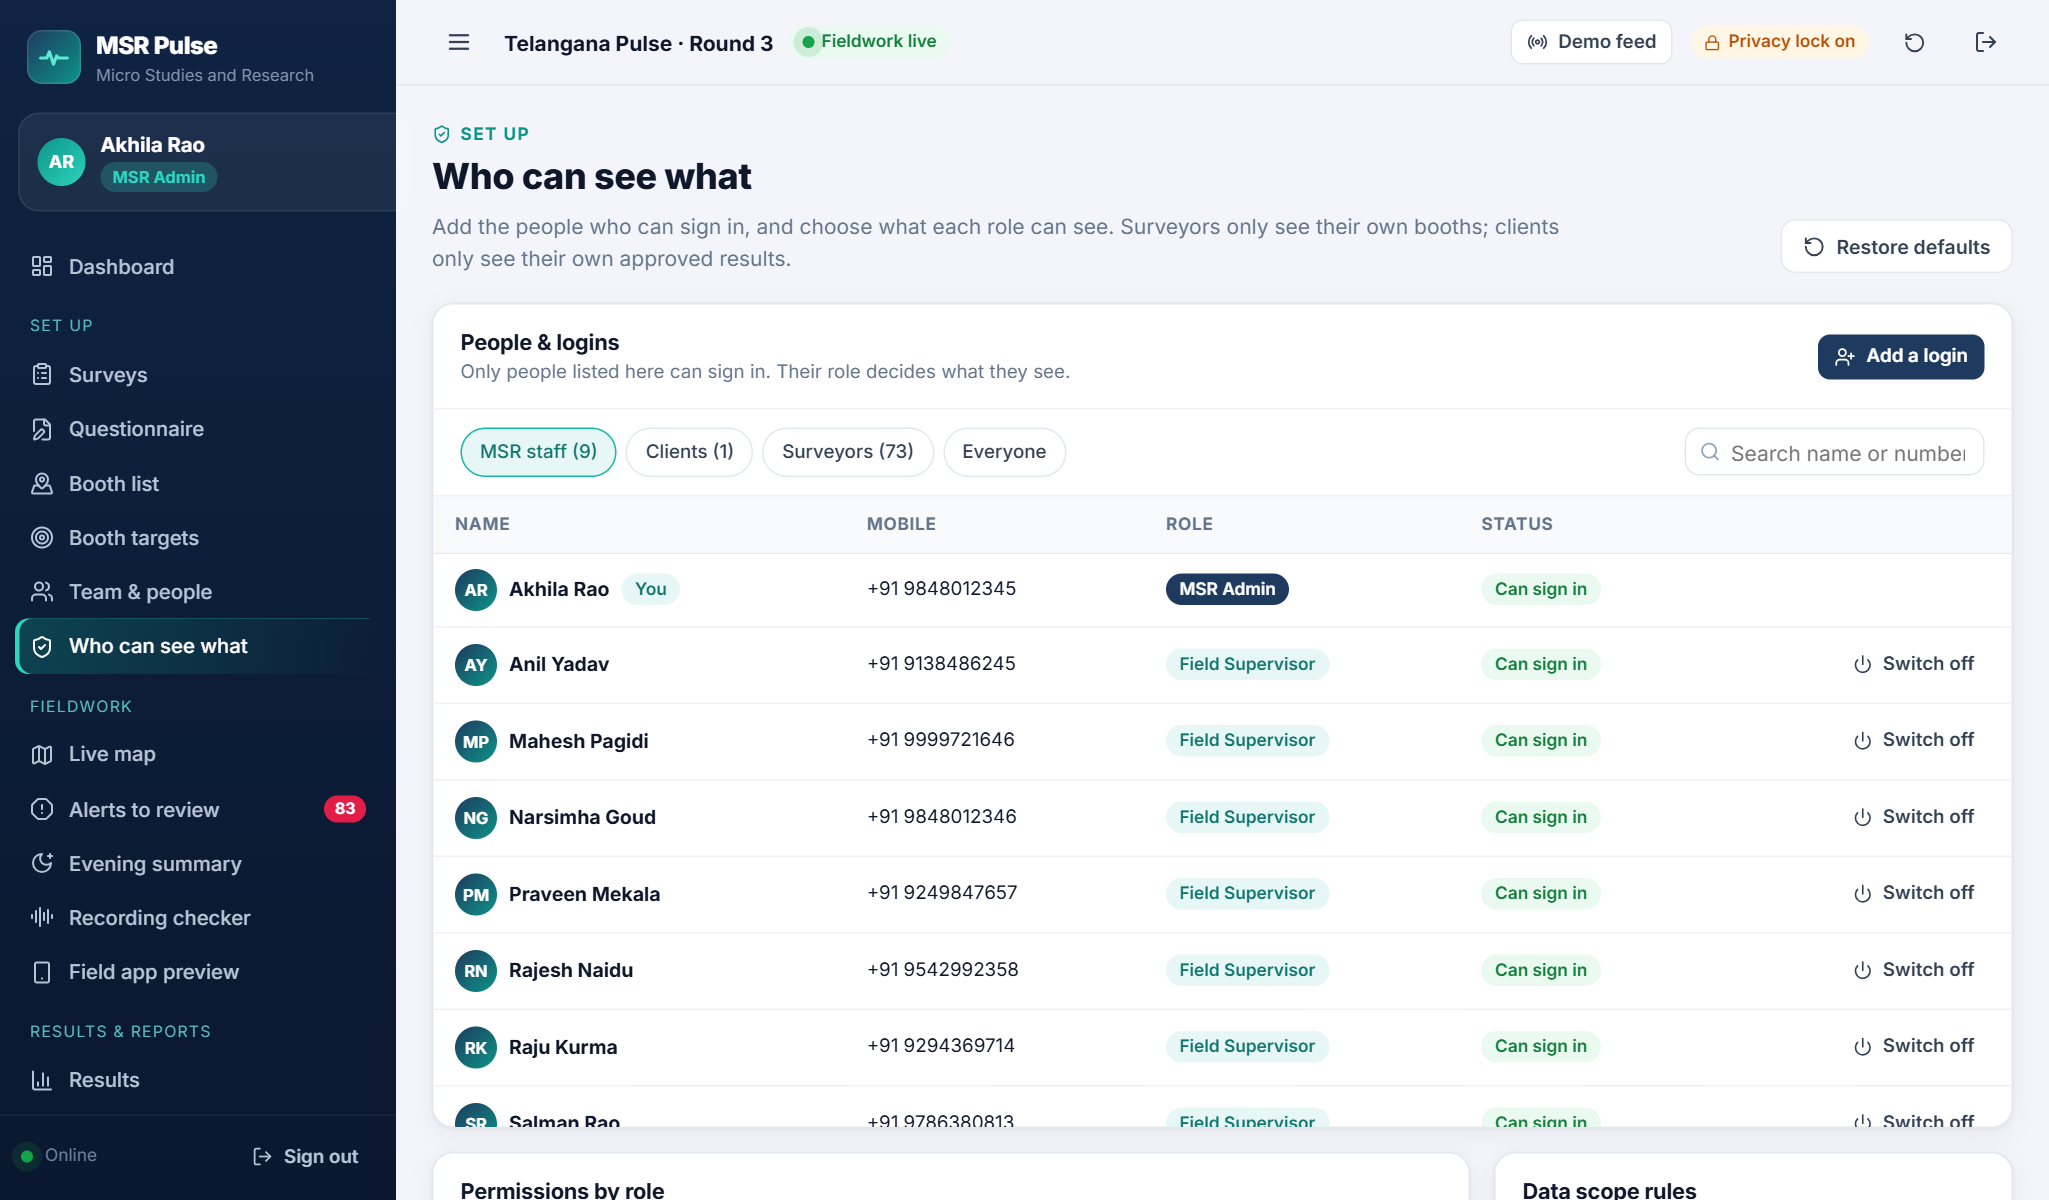 MSR Pulse
Micro Studies and Research
AR
Akhila Rao
MSR Admin
Dashboard
SET UP
Surveys
Questionnaire
Booth list
Booth targets
Team & people
Who can see what
FIELDWORK
Live map
Alerts to review
83
Evening summary
Recording checker
Field app preview
RESULTS & REPORTS
Results
Online
Sign out
Telangana Pulse · Round 3
Fieldwork live
Demo feed
Privacy lock on
SET UP
Who can see what
Add the people who can sign in, and choose what each role can see. Surveyors only see their own booths; clients
only see their own approved results.
Restore defaults
People & logins
Only people listed here can sign in. Their role decides what they see.
Add a login
MSR staff (9)
Clients (1)
Surveyors (73)
Everyone
Search name or number
NAME MOBILE ROLE STATUS
AR Akhila Rao You +91 9848012345 MSR Admin Can sign in
AY Anil Yadav +91 9138486245 Field Supervisor Can sign in Switch off
MP Mahesh Pagidi +91 9999721646 Field Supervisor Can sign in Switch off
NG Narsimha Goud +91 9848012346 Field Supervisor Can sign in Switch off
PM Praveen Mekala +91 9249847657 Field Supervisor Can sign in Switch off
RN Rajesh Naidu +91 9542992358 Field Supervisor Can sign in Switch off
RK Raju Kurma +91 9294369714 Field Supervisor Can sign in Switch off
SR Salman Rao +91 9786380813 Field Supervisor Can sign in Switch off
Permissions by role
Data scope rules